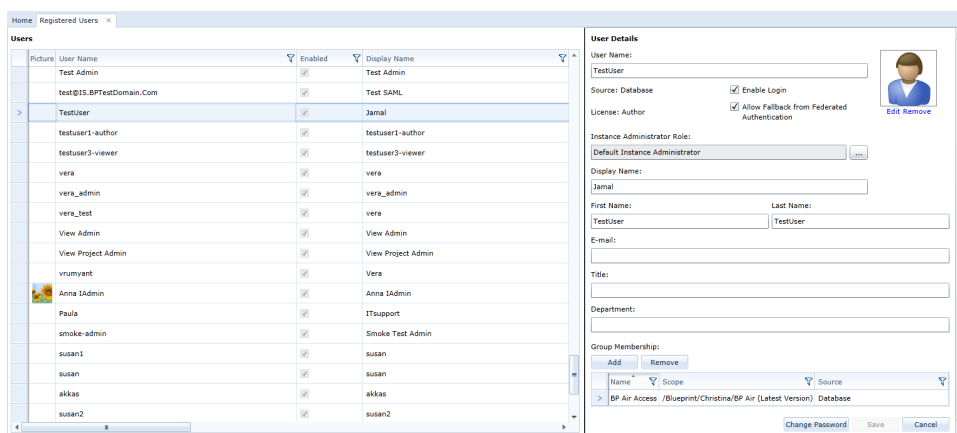 Home Registered Users ×
Users
Picture User Name Enabled Display Name
Test Admin Test Admin
test@IS.BPTestDomain.Com Test SAML
> TestUser Jamal
testuser1-author testuser1-author
testuser3-viewer testuser3-viewer
vera vera
vera_admin vera_admin
vera_test vera
View Admin View Admin
View Project Admin View Project Admin
vrumyant Vera
Anna IAdmin Anna IAdmin
Paula ITsupport
smoke-admin Smoke Test Admin
susan1 susan
susan susan
akkas akkas
susan2 susan2
User Details
User Name:
TestUser
Source: Database Enable Login
License: Author Allow Fallback from Federated
Authentication
Edit Remove
Instance Administrator Role:
Default Instance Administrator ...
Display Name:
Jamal
First Name: Last Name:
TestUser TestUser
E-mail:
Title:
Department:
Group Membership:
Add Remove
Name Scope Source
> BP Air Access /Blueprint/Christina/BP Air (Latest Version) Database
Change Password Save Cancel